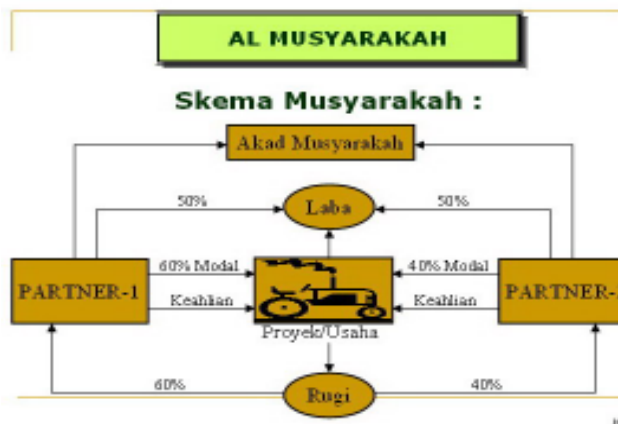 AL MUSYARAKAH
Skema Musyarakah :
Akad Musyarakah
50%
Laba
50%
60% Modal
40% Modal
PARTNER-1
PARTNER-
Keahlian
Keahlian
Proyek/Usaha
60%
Rugi
40%